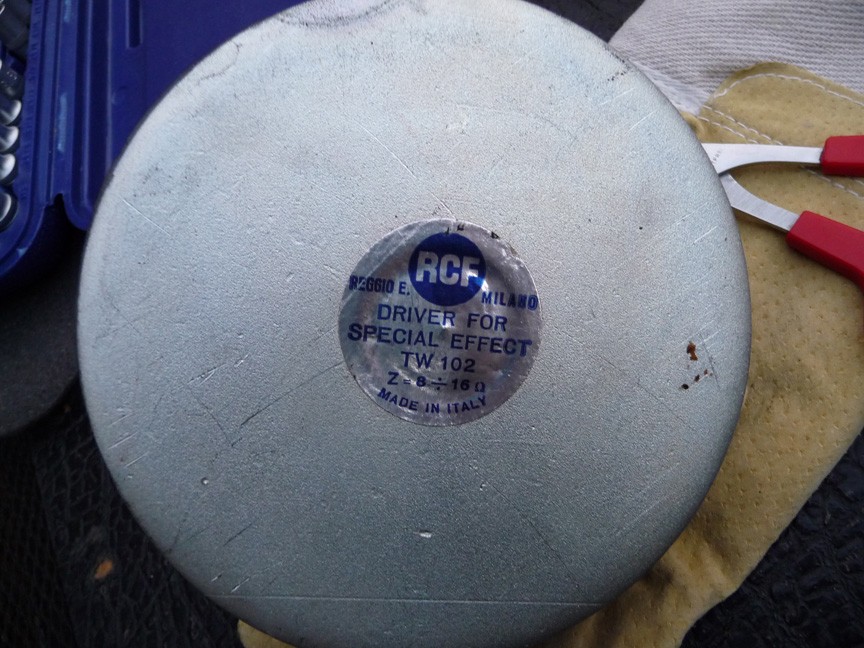 RCF
REGGIO E. MILANO
DRIVER FOR
SPECIAL EFFECT
TW 102
Z = 8 ÷ 16 Ω
MADE IN ITALY